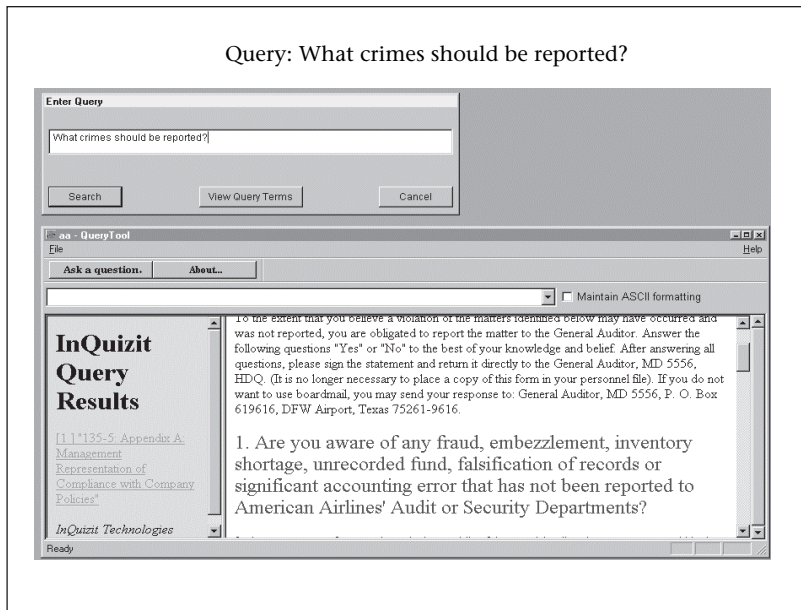 Query: What crimes should be reported?
Enter Query
What crimes should be reported?
Search
View Query Terms
Cancel
aa - QueryTool
File
Help
Ask a question.
About...
Maintain ASCII formatting
InQuizit
Query
Results
[1 ] "135-5: Appendix A:
Management
Representation of
Compliance with Company
Policies"
InQuizit Technologies
To the extent that you believe a violation of the matters identified below may have occurred and
was not reported, you are obligated to report the matter to the General Auditor. Answer the
following questions "Yes" or "No" to the best of your knowledge and belief. After answering all
questions, please sign the statement and return it directly to the General Auditor, MD 5556,
HDQ. (It is no longer necessary to place a copy of this form in your personnel file). If you do not
want to use boardmail, you may send your response to: General Auditor, MD 5556, P. O. Box
619616, DFW Airport, Texas 75261-9616.
1. Are you aware of any fraud, embezzlement, inventory
shortage, unrecorded fund, falsification of records or
significant accounting error that has not been reported to
American Airlines' Audit or Security Departments?
Ready